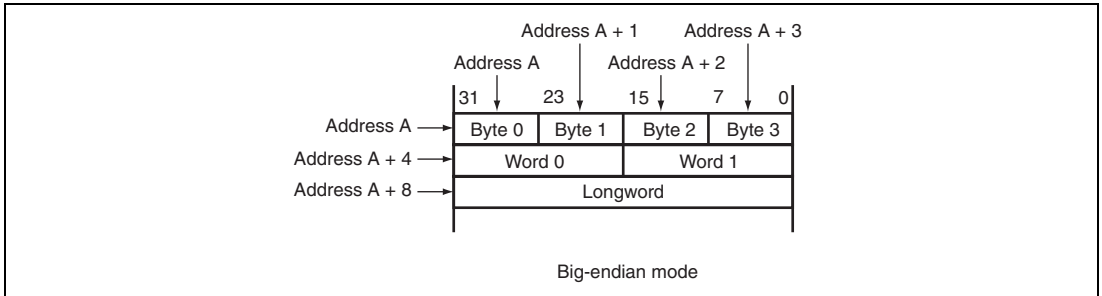 Address A + 1 Address A + 3
Address A Address A + 2
31 23 15 7 0
Address A Byte 0 Byte 1 Byte 2 Byte 3
Address A + 4 Word 0 Word 1
Address A + 8 Longword
Big-endian mode